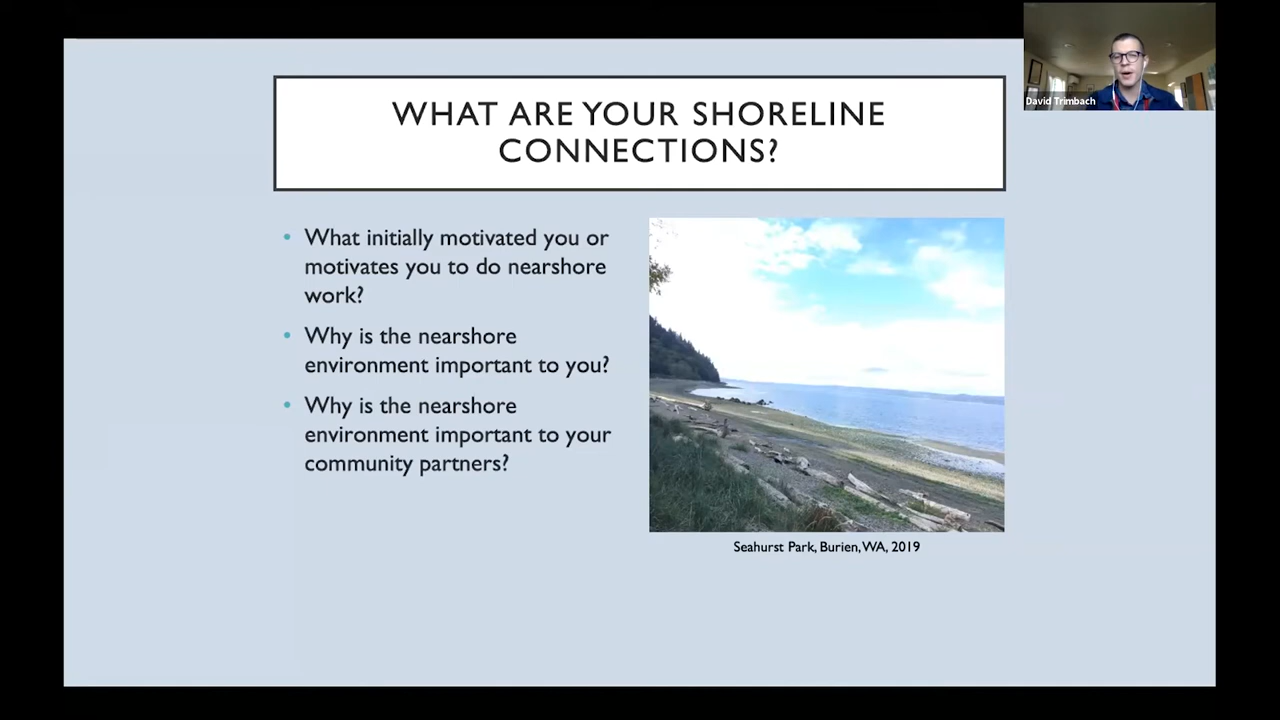 David Trimbach
WHAT ARE YOUR SHORELINE
CONNECTIONS?
• What initially motivated you or
motivates you to do nearshore
work?
• Why is the nearshore
environment important to you?
• Why is the nearshore
environment important to your
community partners?
Seahurst Park, Burien, WA, 2019